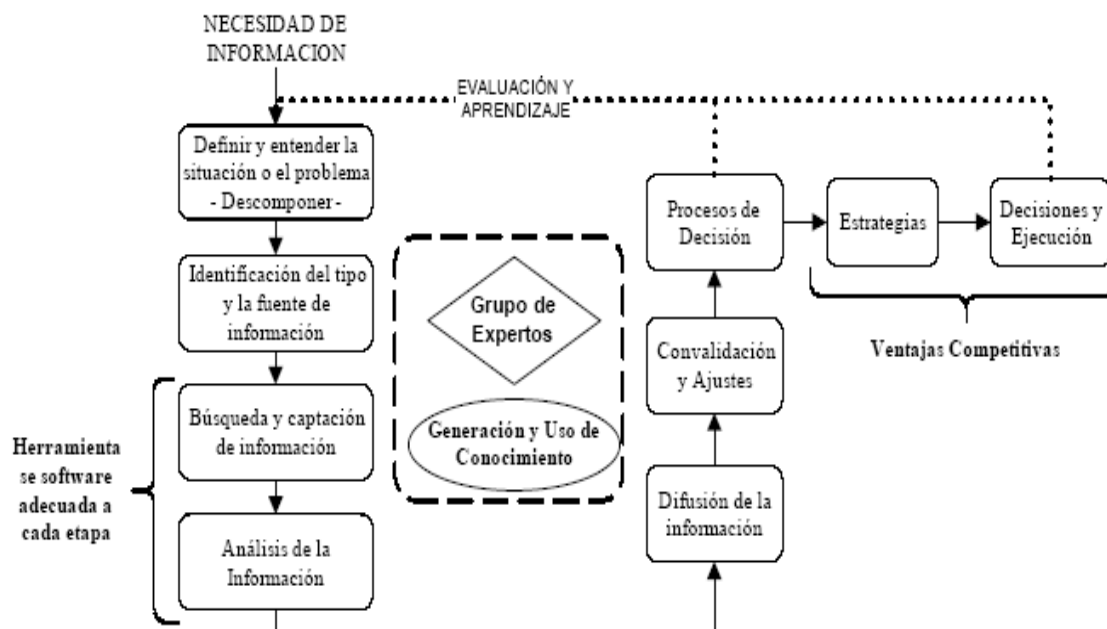 NECESIDAD DE
INFORMACION
EVALUACIÓN Y
APRENDIZAJE
Definir y entender la
situación o el problema
- Descomponer -
Identificación del tipo
y la fuente de
información
Búsqueda y captación
de información
Análisis de la
Información
Herramienta
se software
adecuada a
cada etapa
Grupo de
Expertos
Generación y Uso de
Conocimiento
Difusión de la
información
Convalidación
y Ajustes
Procesos de
Decisión
Estrategias
Decisiones y
Ejecución
Ventajas Competitivas